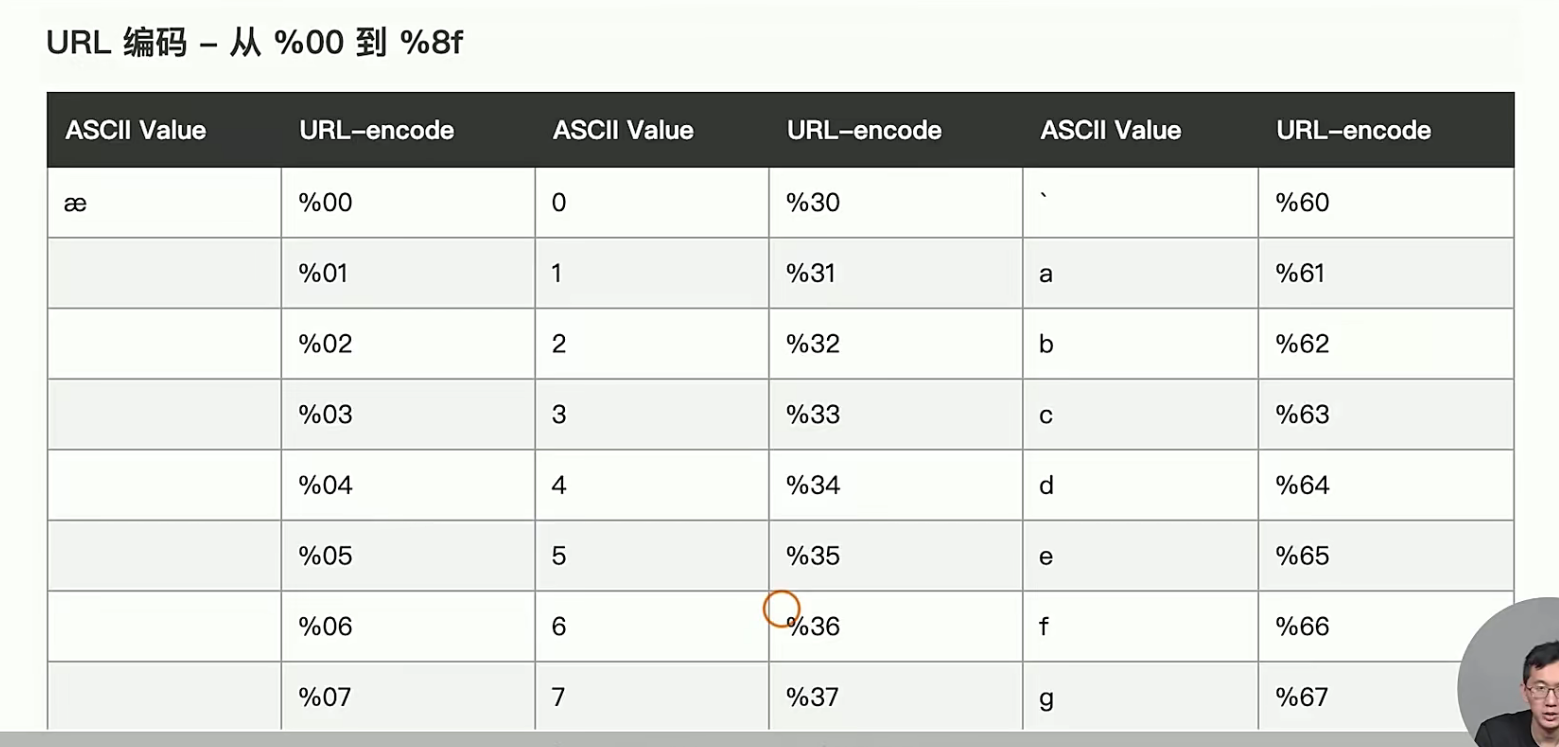 URL 编码 - 从 %00 到 %8f
ASCII Value URL-encode ASCII Value URL-encode ASCII Value URL-encode
æ %00 0 %30 ` %60
%01 1 %31 a %61
%02 2 %32 b %62
%03 3 %33 c %63
%04 4 %34 d %64
%05 5 %35 e %65
%06 6 %36 f %66
%07 7 %37 g %67